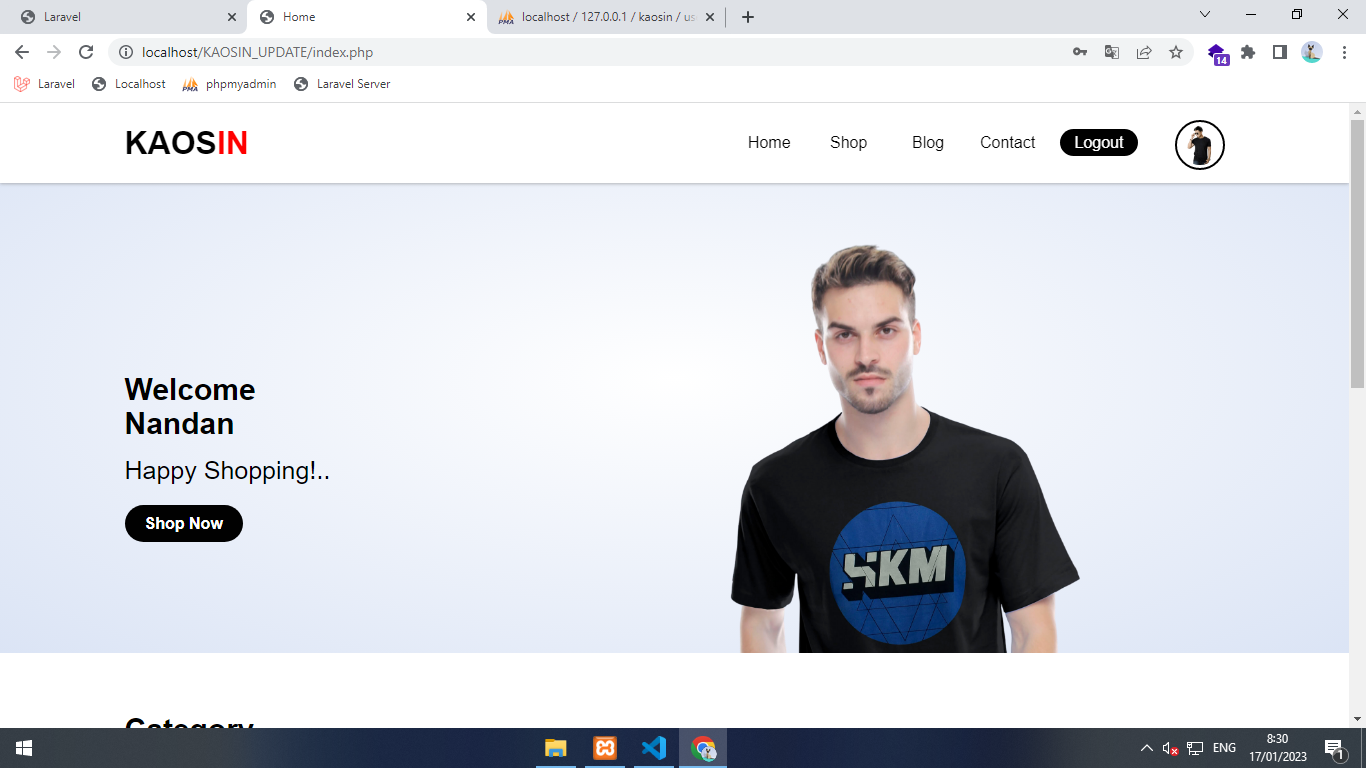 Laravel
Home
localhost / 127.0.0.1 / kaosin / us
localhost/KAOSIN_UPDATE/index.php
14
Laravel
Localhost
phpmyadmin
Laravel Server
KAOSIN
Home
Shop
Blog
Contact
Logout
Welcome
Nandan
Happy Shopping!..
Shop Now
SKM
Category
ENG
8:30
17/01/2023
1